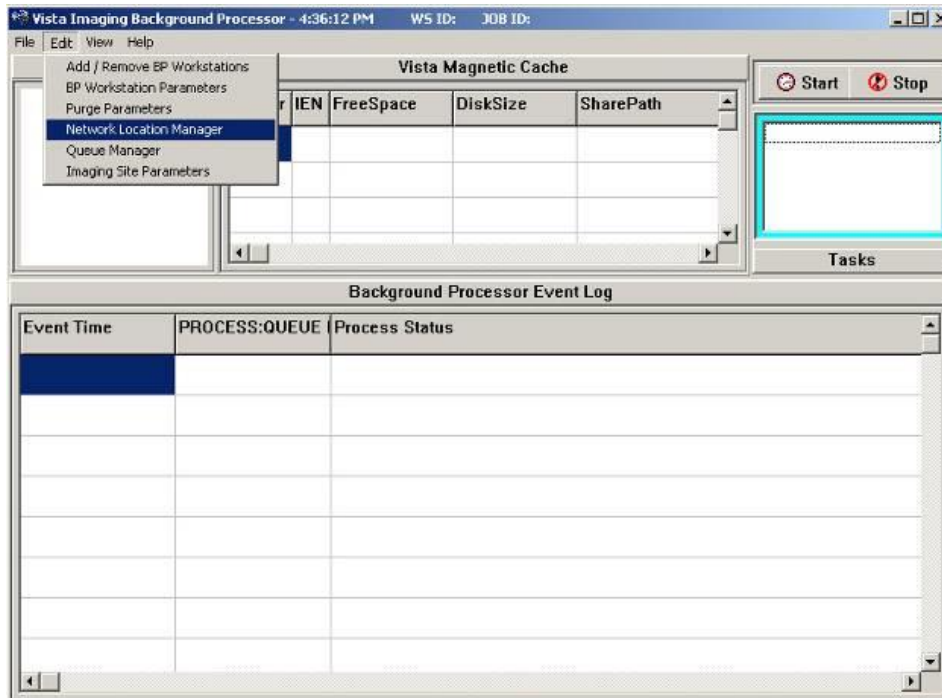 Vista Imaging Background Processor - 4:36:12 PM WS ID: JOB ID:
File Edit View Help
Add / Remove BP Workstations
BP Workstation Parameters
Purge Parameters
Network Location Manager
Queue Manager
Imaging Site Parameters
Vista Magnetic Cache
r IEN FreeSpace DiskSize SharePath
Start Stop
Tasks
Background Processor Event Log
Event Time PROCESS:QUEUE Process Status